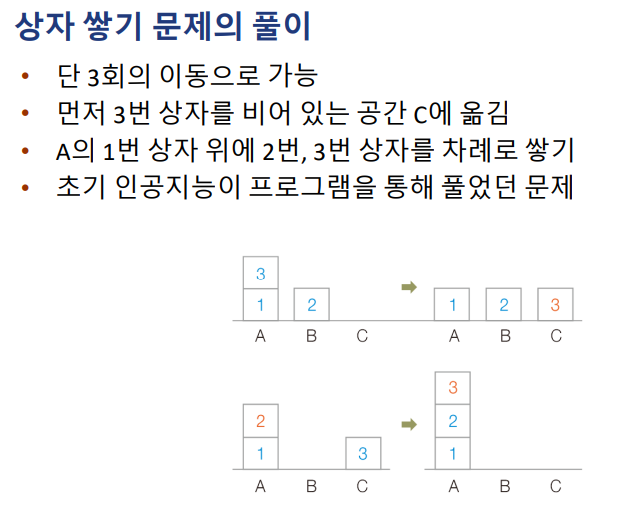 상자 쌓기 문제의 풀이
• 단 3회의 이동으로 가능
• 먼저 3번 상자를 비어 있는 공간 C에 옮김
• A의 1번 상자 위에 2번, 3번 상자를 차례로 쌓기
• 초기 인공지능이 프로그램을 통해 풀었던 문제
3
1 2 1 2 3
A B C A B C
3
2 2
1 3 1
A B C A B C